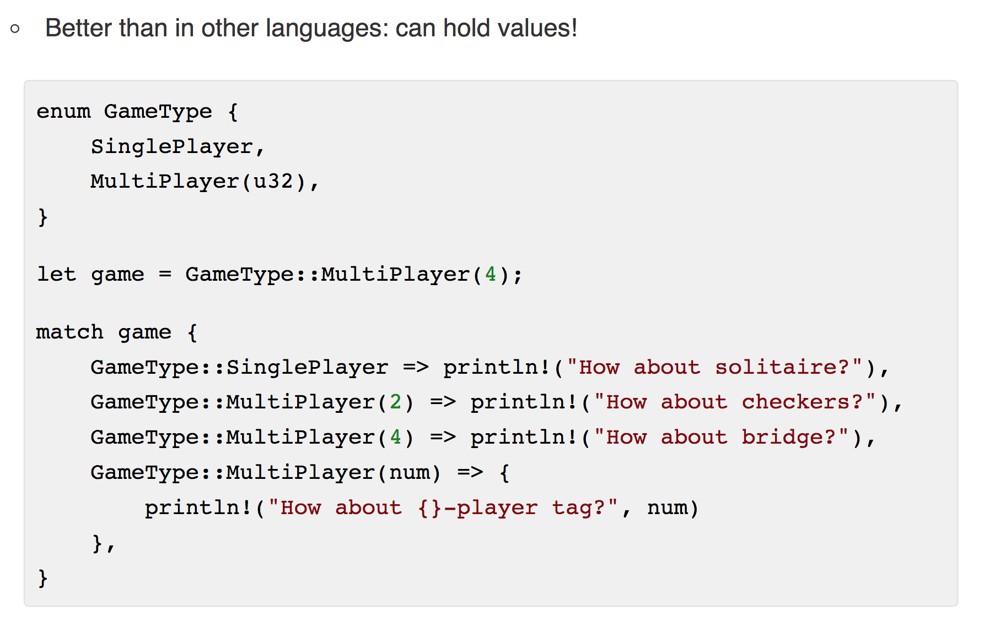 Better than in other languages: can hold values!
enum GameType {
    SinglePlayer,
    MultiPlayer(u32),
}
let game = GameType::MultiPlayer(4);
match game {
    GameType::SinglePlayer => println!("How about solitaire?"),
    GameType::MultiPlayer(2) => println!("How about checkers?"),
    GameType::MultiPlayer(4) => println!("How about bridge?"),
    GameType::MultiPlayer(num) => {
        println!("How about {}-player tag?", num)
    },
}